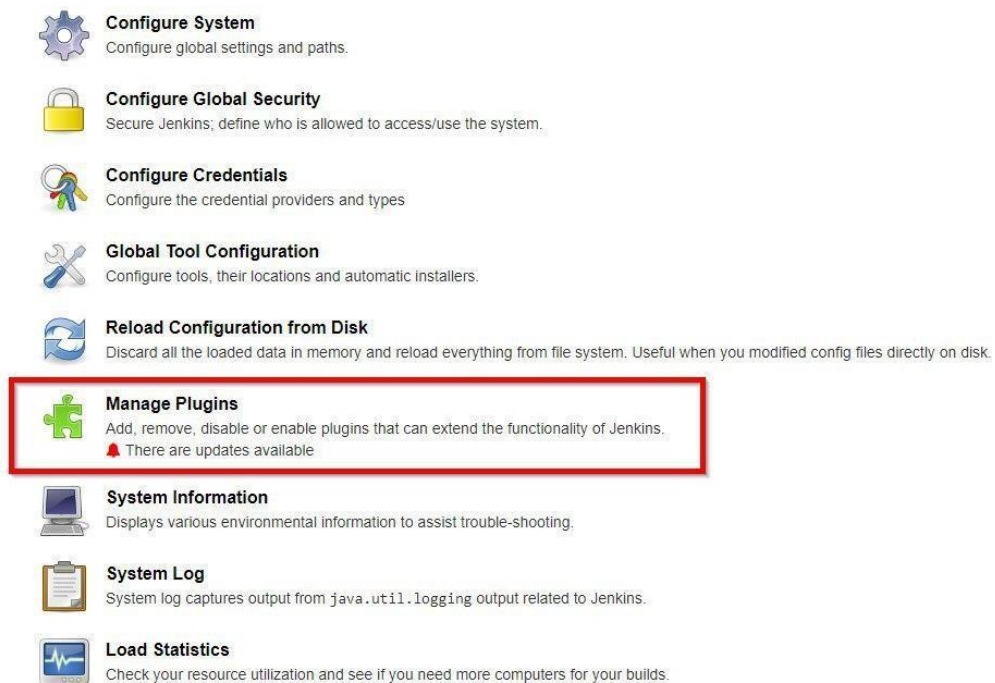 Configure System
Configure global settings and paths.
Configure Global Security
Secure Jenkins; define who is allowed to access/use the system.
Configure Credentials
Configure the credential providers and types
Global Tool Configuration
Configure tools, their locations and automatic installers.
Reload Configuration from Disk
Discard all the loaded data in memory and reload everything from file system. Useful when you modified config files directly on disk.
Manage Plugins
Add, remove, disable or enable plugins that can extend the functionality of Jenkins.
There are updates available
System Information
Displays various environmental information to assist trouble-shooting.
System Log
System log captures output from java.util.logging output related to Jenkins.
Load Statistics
Check your resource utilization and see if you need more computers for your builds.